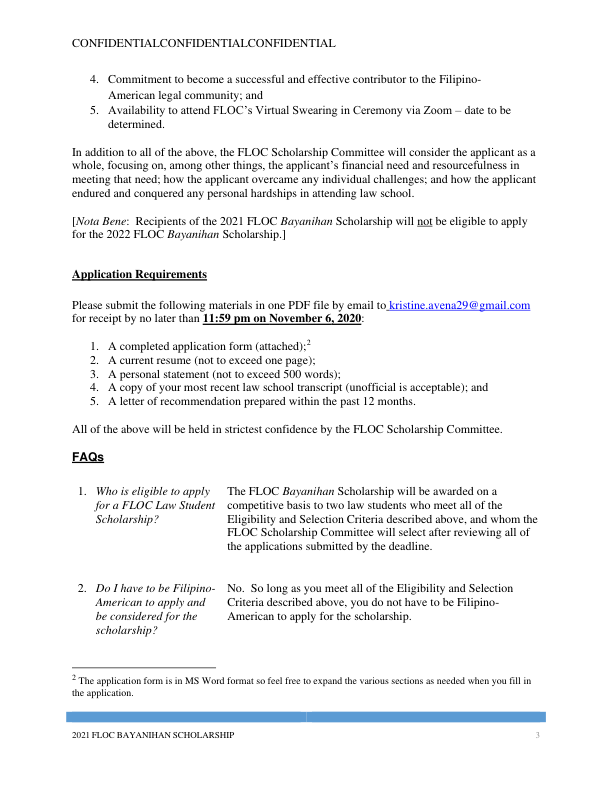 CONFIDENTIALCONFIDENTIALCONFIDENTIAL
4. Commitment to become a successful and effective contributor to the Filipino-
American legal community; and
5. Availability to attend FLOC’s Virtual Swearing in Ceremony via Zoom – date to be
determined.
In addition to all of the above, the FLOC Scholarship Committee will consider the applicant as a
whole, focusing on, among other things, the applicant’s financial need and resourcefulness in
meeting that need; how the applicant overcame any individual challenges; and how the applicant
endured and conquered any personal hardships in attending law school.
[Nota Bene: Recipients of the 2021 FLOC Bayanihan Scholarship will not be eligible to apply
for the 2022 FLOC Bayanihan Scholarship.]
Application Requirements
Please submit the following materials in one PDF file by email to kristine.avena29@gmail.com
for receipt by no later than 11:59 pm on November 6, 2020:
1. A completed application form (attached);2
2. A current resume (not to exceed one page);
3. A personal statement (not to exceed 500 words);
4. A copy of your most recent law school transcript (unofficial is acceptable); and
5. A letter of recommendation prepared within the past 12 months.
All of the above will be held in strictest confidence by the FLOC Scholarship Committee.
FAQs
1. Who is eligible to apply
for a FLOC Law Student
Scholarship?
The FLOC Bayanihan Scholarship will be awarded on a
competitive basis to two law students who meet all of the
Eligibility and Selection Criteria described above, and whom the
FLOC Scholarship Committee will select after reviewing all of
the applications submitted by the deadline.
2. Do I have to be Filipino-
American to apply and
be considered for the
scholarship?
No. So long as you meet all of the Eligibility and Selection
Criteria described above, you do not have to be Filipino-
American to apply for the scholarship.
2 The application form is in MS Word format so feel free to expand the various sections as needed when you fill in
the application.
2021 FLOC BAYANIHAN SCHOLARSHIP 3